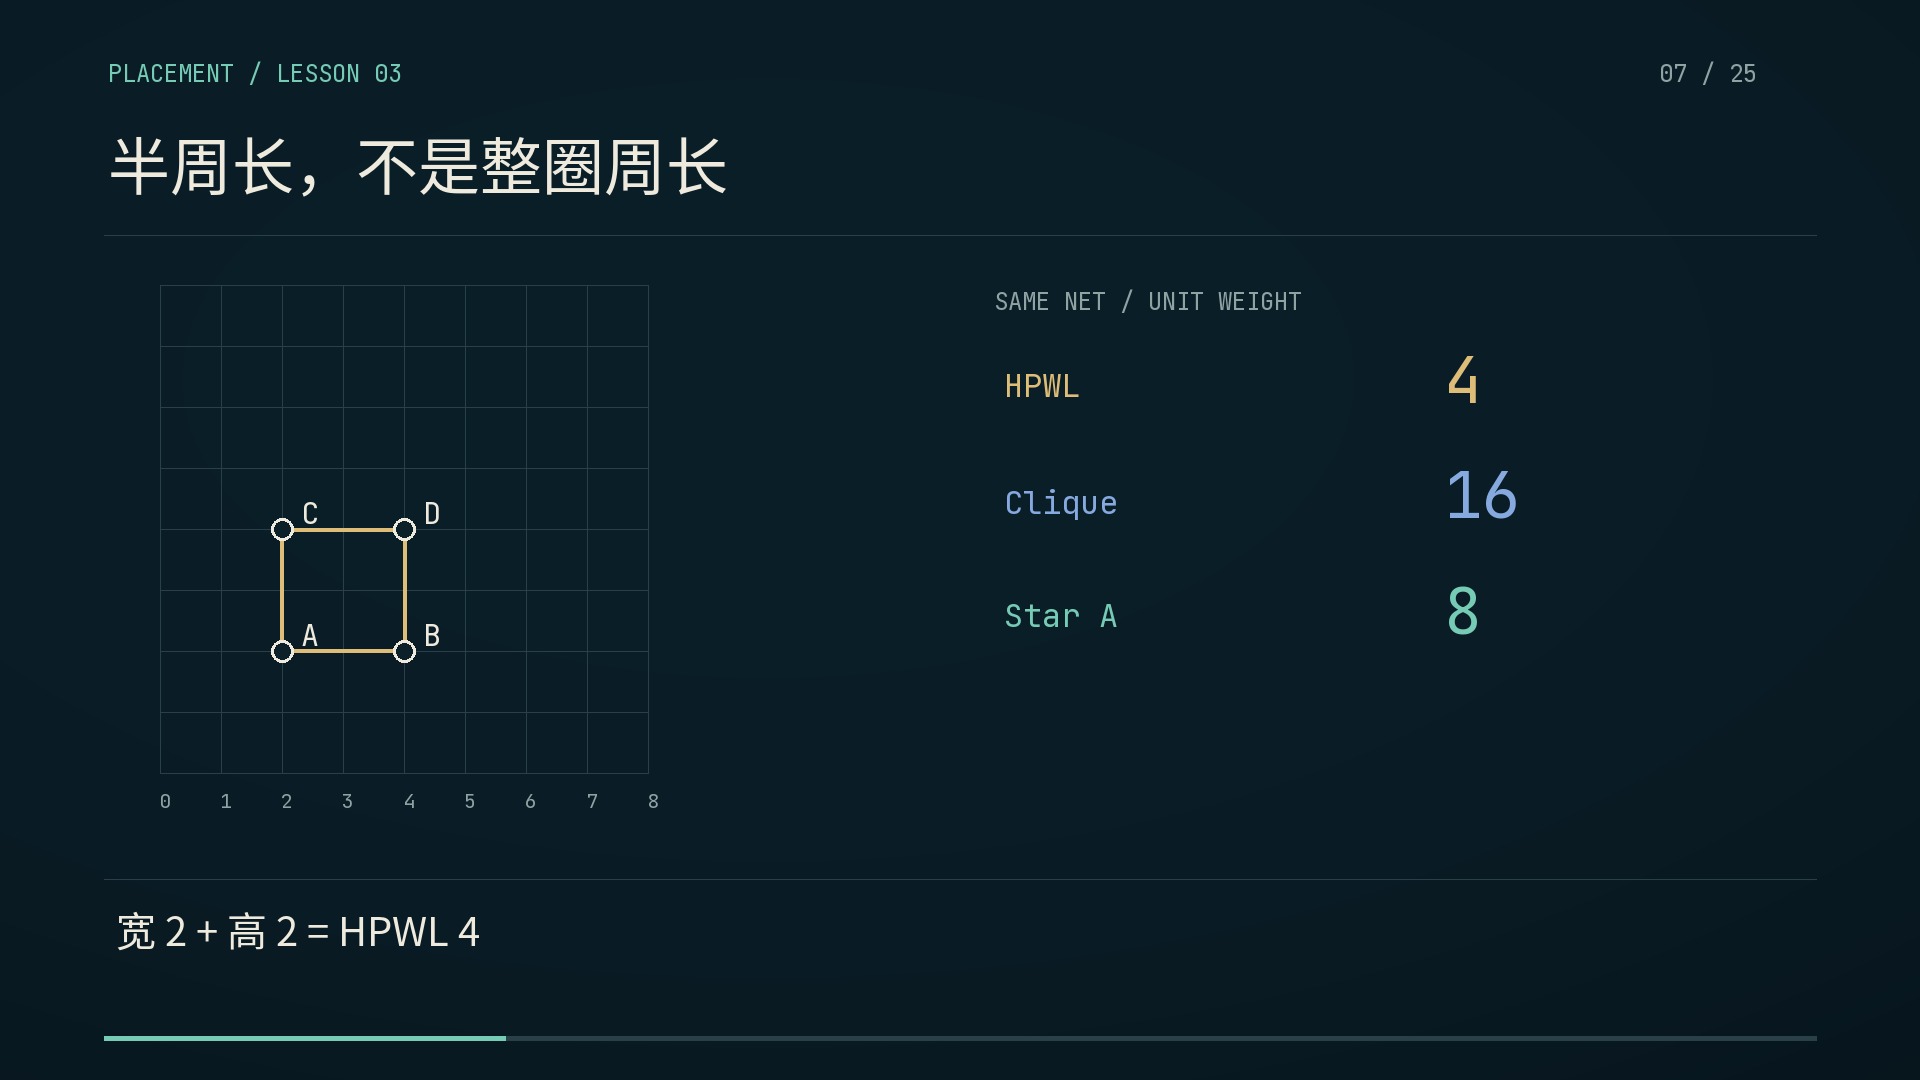 PLACEMENT / LESSON 03
07 / 25
半周长，不是整圈周长
SAME NET / UNIT WEIGHT
HPWL 4
Clique 16
Star A 8
C D
A B
0 1 2 3 4 5 6 7 8
宽 2 + 高 2 = HPWL 4